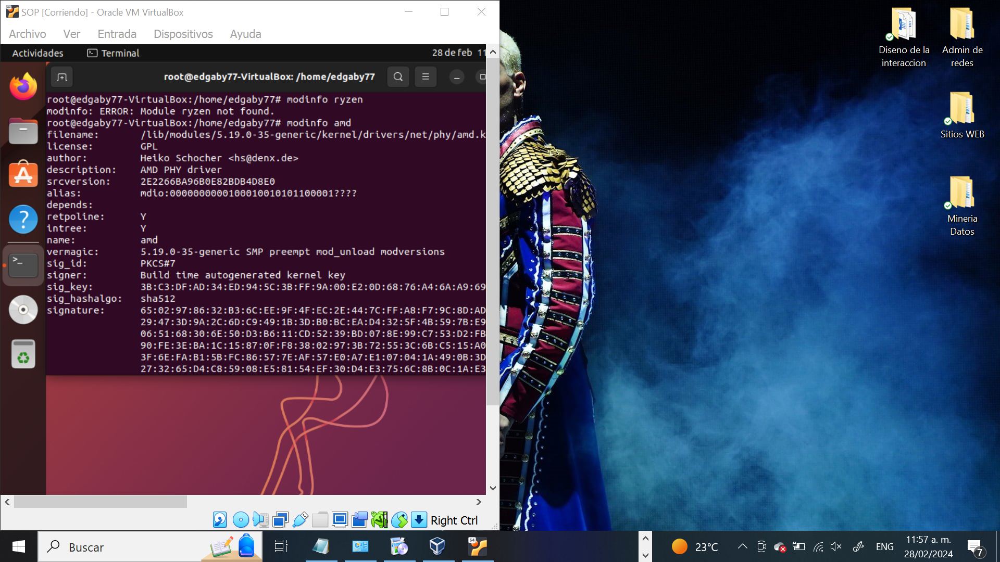 SOP [Corriendo] - Oracle VM VirtualBox
Archivo Ver Entrada Dispositivos Ayuda
Actividades Terminal 28 de feb 11
root@edgaby77-VirtualBox: /home/edgaby77
root@edgaby77-VirtualBox:/home/edgaby77# modinfo ryzen
modinfo: ERROR: Module ryzen not found.
root@edgaby77-VirtualBox:/home/edgaby77# modinfo amd
filename: /lib/modules/5.19.0-35-generic/kernel/drivers/net/phy/amd.k
license: GPL
author: Heiko Schocher <hs@denx.de>
description: AMD PHY driver
srcversion: 2E2266BA96B0E82BDB4D8E0
alias: mdio:0000000000100010010101100001????
depends:
retpoline: Y
intree: Y
name: amd
vermagic: 5.19.0-35-generic SMP preempt mod_unload modversions
sig_id: PKCS#7
signer: Build time autogenerated kernel key
sig_key: 3B:C3:DF:AD:34:ED:94:5C:3B:FF:9A:00:E2:0D:68:76:A4:6A:A9:69
sig_hashalgo: sha512
signature: 65:02:97:86:32:B3:6C:EE:9F:4F:EC:2E:44:7C:FF:A8:F7:9C:8D:AD
29:47:3D:9A:2C:6D:C9:49:1B:3D:B0:BC:EA:D4:32:5F:4B:59:7B:E9
06:51:68:30:6E:50:D3:B6:11:CD:52:39:BD:07:8E:99:C7:53:D2:FB
90:FE:3E:BA:1C:15:87:0F:F8:38:02:97:3B:72:55:3C:6B:C5:15:A0
3F:6E:FA:B1:5B:FC:86:57:7E:AF:57:E0:A7:E1:07:04:1A:49:0B:3D
27:32:65:D4:C8:59:08:E5:81:54:EF:30:D4:E3:75:6C:8B:0C:1A:E3
Right Ctrl
Diseno de la
interaccion
Admin de
redes
Sitios WEB
Mineria
Datos
Buscar
64
23°C
ENG
11:57 a. m.
28/02/2024
7